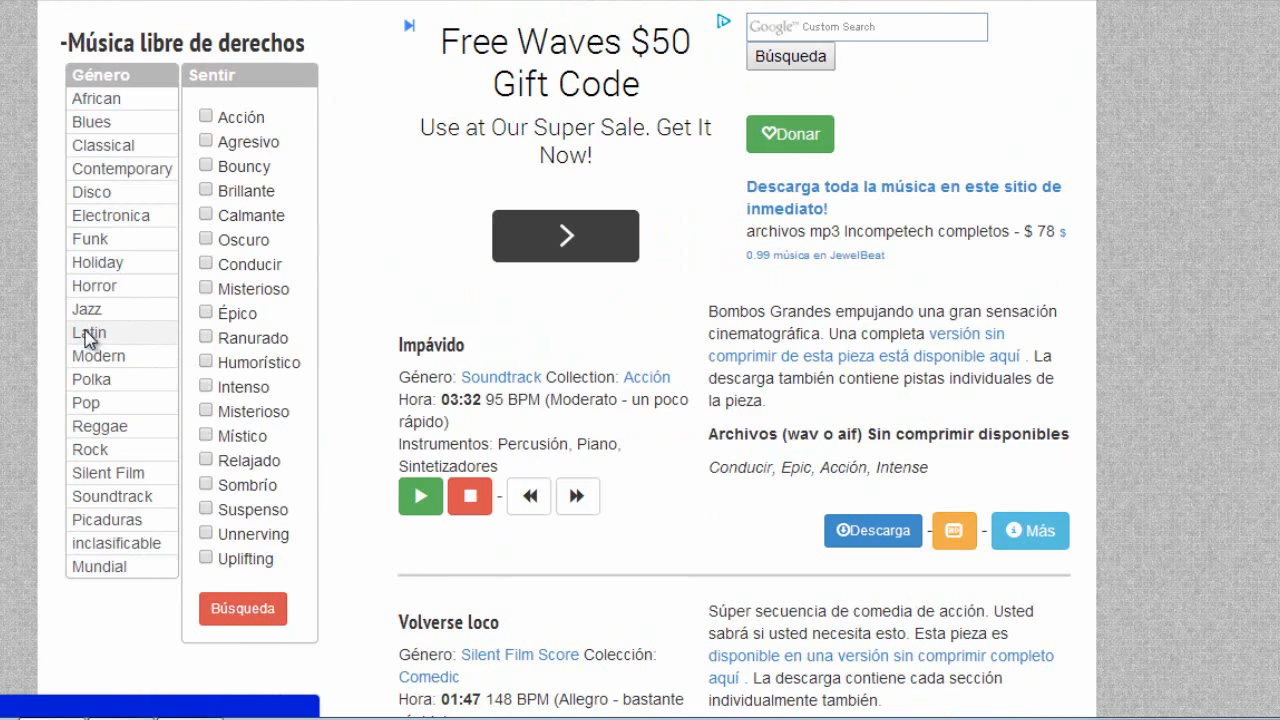 -Música libre de derechos
Género
African
Blues
Classical
Contemporary
Disco
Electronica
Funk
Holiday
Horror
Jazz
Latin
Modern
Polka
Pop
Reggae
Rock
Silent Film
Soundtrack
Picaduras
inclasificable
Mundial
Sentir
Acción
Agresivo
Bouncy
Brillante
Calmante
Oscuro
Conducir
Misterioso
Épico
Ranurado
Humorístico
Intenso
Misterioso
Místico
Relajado
Sombrío
Suspenso
Unnerving
Uplifting
Búsqueda
Free Waves $50
Gift Code
Use at Our Super Sale. Get It
Now!
Google™ Custom Search
Búsqueda
Donar
Descarga toda la música en este sitio de
inmediato!
archivos mp3 Incompetech completos - $ 78 $
0.99 música en JewelBeat
Impávido
Género: Soundtrack Collection: Acción
Hora: 03:32 95 BPM (Moderato - un poco
rápido)
Instrumentos: Percusión, Piano,
Sintetizadores
-
Bombos Grandes empujando una gran sensación
cinematográfica. Una completa versión sin
comprimir de esta pieza está disponible aquí . La
descarga también contiene pistas individuales de
la pieza.
Archivos (wav o aif) Sin comprimir disponibles
Conducir, Epic, Acción, Intense
Descarga - - Más
Volverse loco
Género: Silent Film Score Colección:
Comedic
Hora: 01:47 148 BPM (Allegro - bastante
Súper secuencia de comedia de acción. Usted
sabrá si usted necesita esto. Esta pieza es
disponible en una versión sin comprimir completo
aquí . La descarga contiene cada sección
individualmente también.